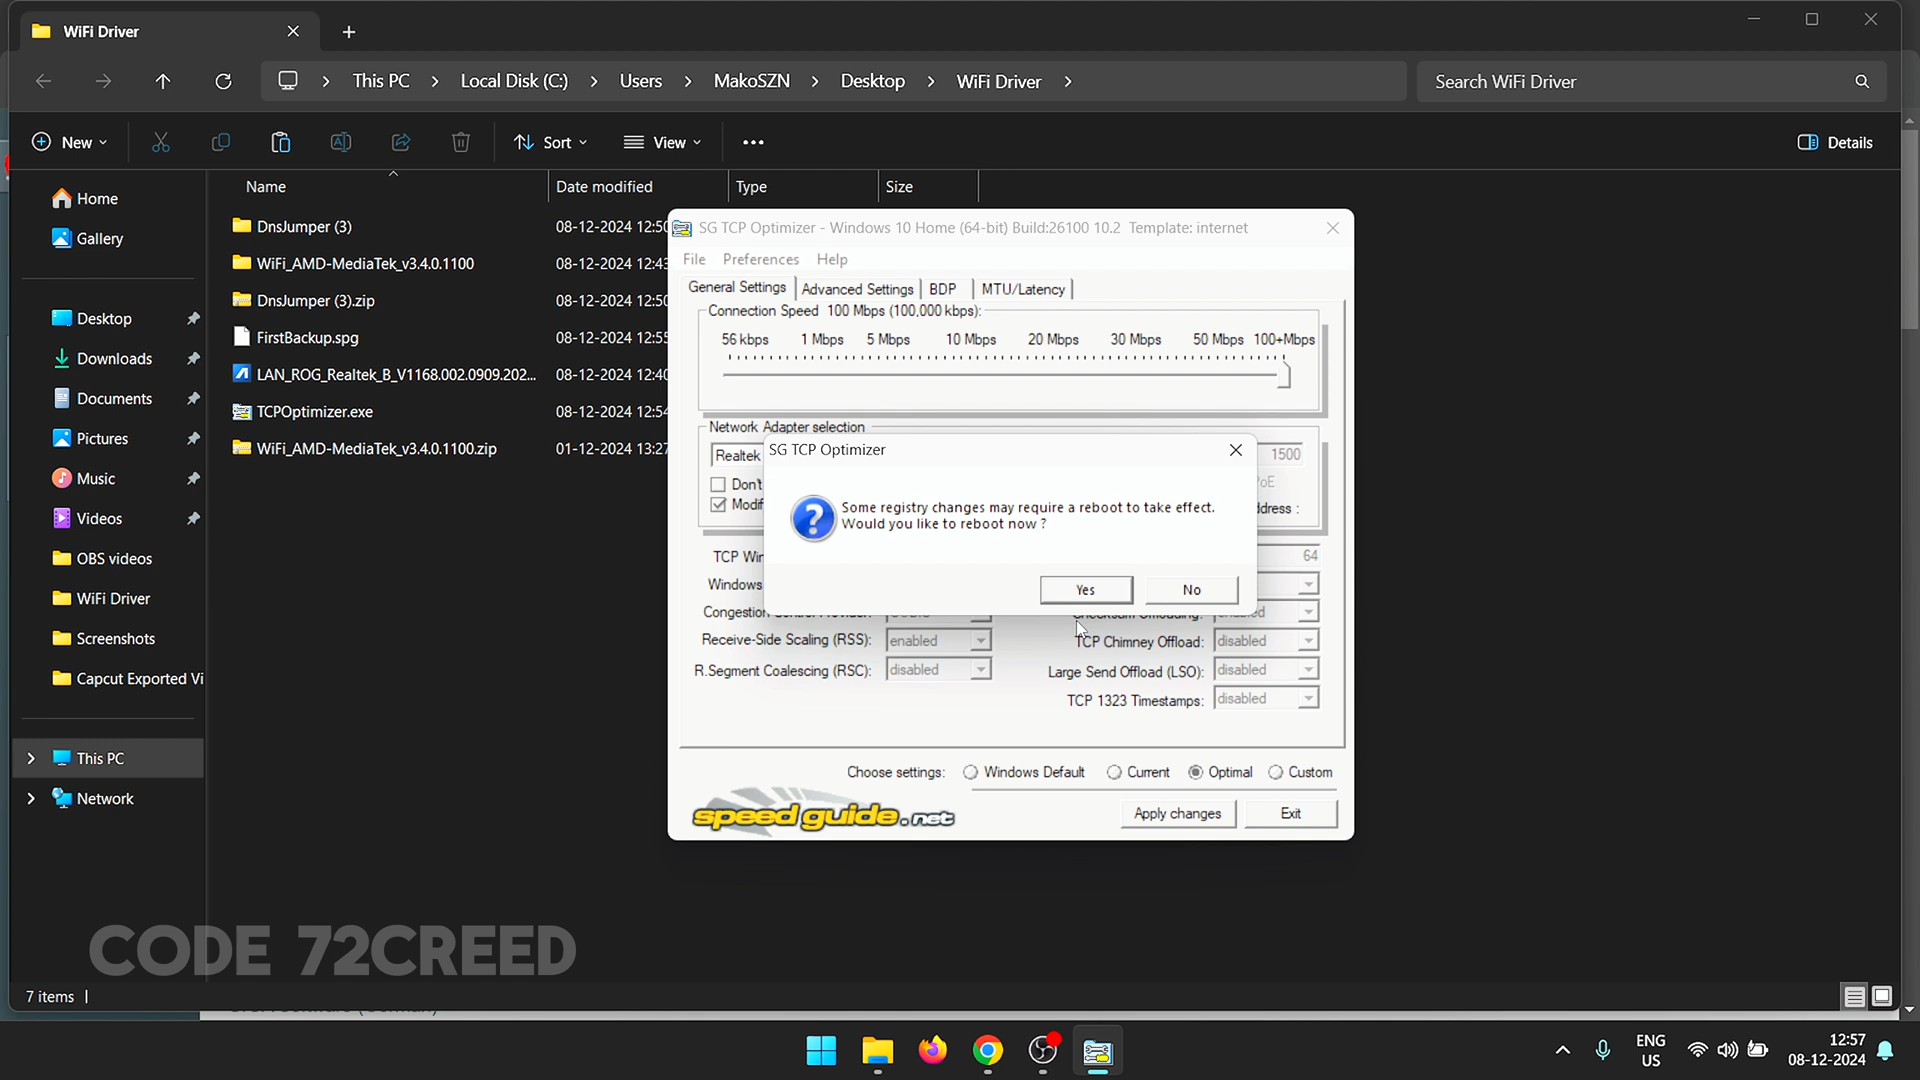 WiFi Driver
This PC
Local Disk (C:)
Users
MakoSZN
Desktop
WiFi Driver
Search WiFi Driver
New
Sort
View
Details
Home
Gallery
Desktop
Downloads
Documents
Pictures
Music
Videos
OBS videos
WiFi Driver
Screenshots
Capcut Exported Vi
This PC
Network
Name
Date modified
Type
Size
DnsJumper (3)
08-12-2024 12:50
WiFi_AMD-MediaTek_v3.4.0.1100
08-12-2024 12:43
DnsJumper (3).zip
08-12-2024 12:50
FirstBackup.spg
08-12-2024 12:55
LAN_ROG_Realtek_B_V1168.002.0909.202...
08-12-2024 12:40
TCPOptimizer.exe
08-12-2024 12:54
WiFi_AMD-MediaTek_v3.4.0.1100.zip
01-12-2024 13:27
SG TCP Optimizer - Windows 10 Home (64-bit) Build:26100 10.2 Template: internet
File Preferences Help
General Settings Advanced Settings BDP MTU/Latency
Connection Speed 100 Mbps (100,000 kbps):
56 kbps 1 Mbps 5 Mbps 10 Mbps 20 Mbps 30 Mbps 50 Mbps 100+Mbps
Network Adapter selection
Realtek
1500
Don't
Modif
ddress :
SG TCP Optimizer
Some registry changes may require a reboot to take effect.
Would you like to reboot now ?
Yes
No
TCP Win
64
Windows
Congestion Control Provider:
Checksum Offloading:
Receive-Side Scaling (RSS): enabled
TCP Chimney Offload: disabled
R.Segment Coalescing (RSC): disabled
Large Send Offload (LSO): disabled
TCP 1323 Timestamps: disabled
Choose settings: Windows Default Current Optimal Custom
speedguide.net
Apply changes
Exit
CODE 72CREED
7 items
ENG
US
12:57
08-12-2024